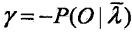 γ = −P(O | λ̄)